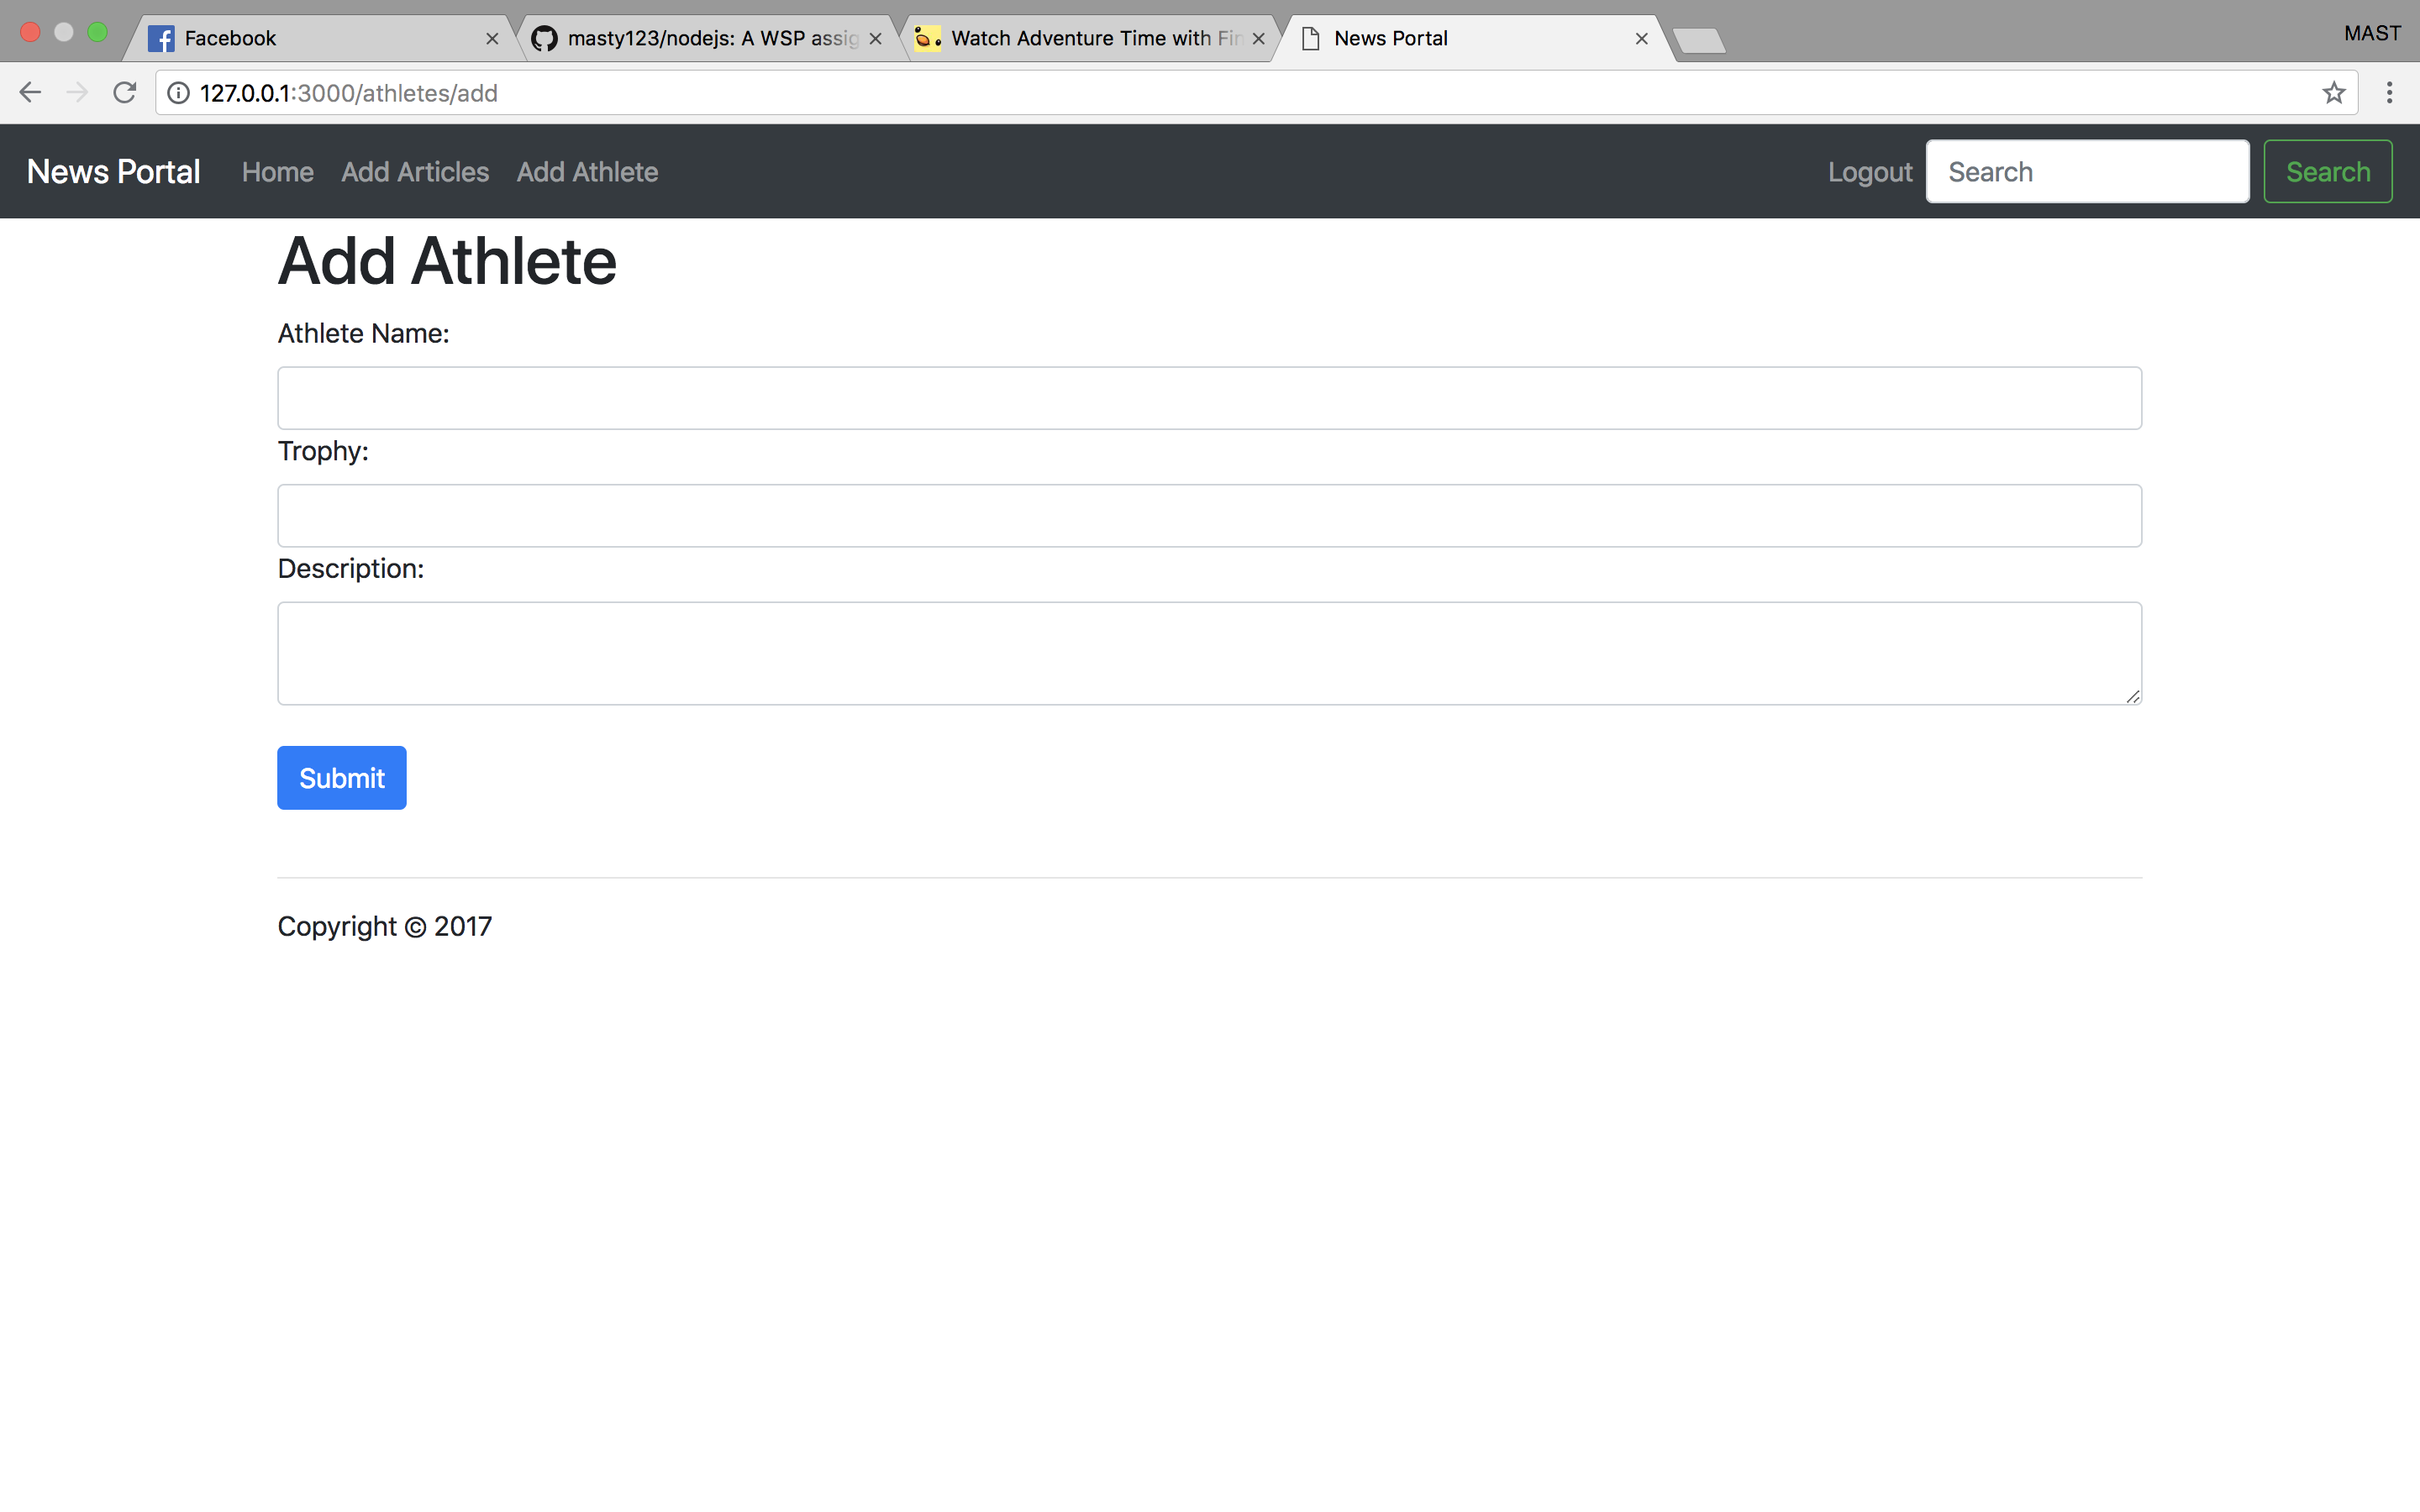 Facebook
masty123/nodejs: A WSP assig
Watch Adventure Time with Fin
News Portal
MAST
127.0.0.1:3000/athletes/add
News Portal Home Add Articles Add Athlete Logout Search Search
Add Athlete
Athlete Name:
Trophy:
Description:
Submit
Copyright © 2017